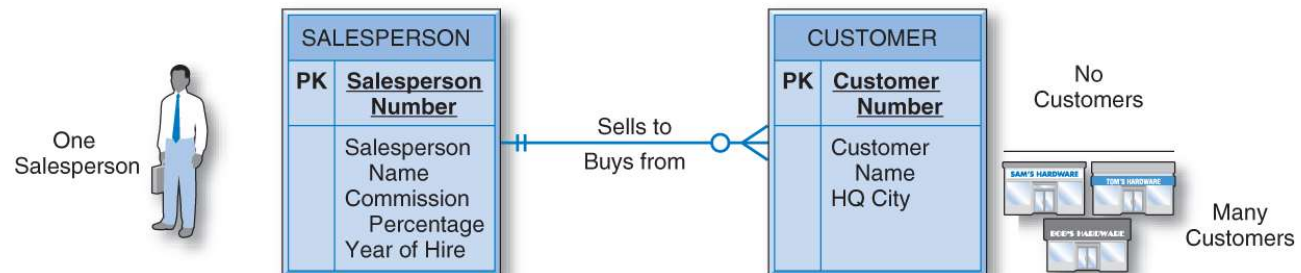 One
Salesperson
SALESPERSON
PK Salesperson
Number
Salesperson
Name
Commission
Percentage
Year of Hire
Sells to
Buys from
CUSTOMER
PK Customer
Number
Customer
Name
HQ City
No
Customers
SAM'S HARDWARE
TOM'S HARDWARE
BOB'S HARDWARE
Many
Customers